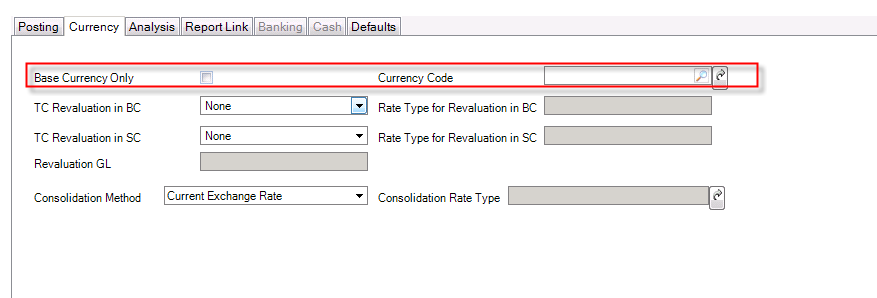 Posting Currency Analysis Report Link Banking Cash Defaults
Base Currency Only Currency Code
TC Revaluation in BC None Rate Type for Revaluation in BC
TC Revaluation in SC None Rate Type for Revaluation in SC
Revaluation GL
Consolidation Method Current Exchange Rate Consolidation Rate Type